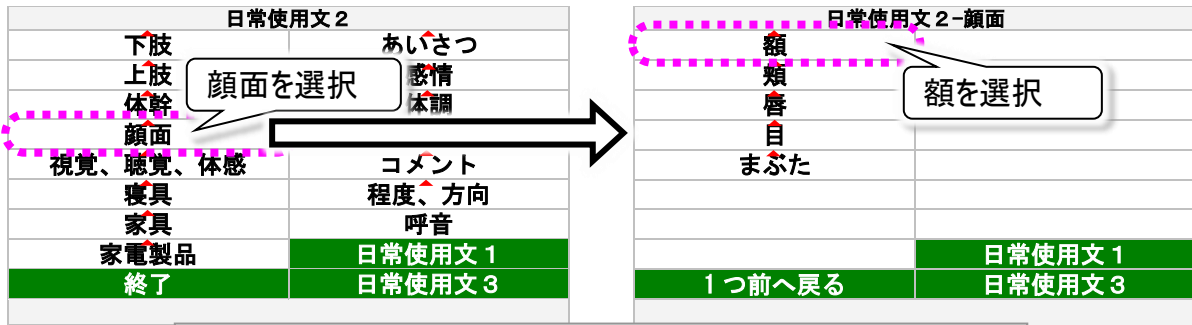 日常使用文２
下肢 あいさつ
上肢 感情
体幹 体調
顔面
視覚、聴覚、体感 コメント
寝具 程度、方向
家具 呼音
家電製品 日常使用文１
終了 日常使用文３
顔面を選択
日常使用文２-顔面
額
頬
唇
目
まぶた
日常使用文１
１つ前へ戻る 日常使用文３
額を選択